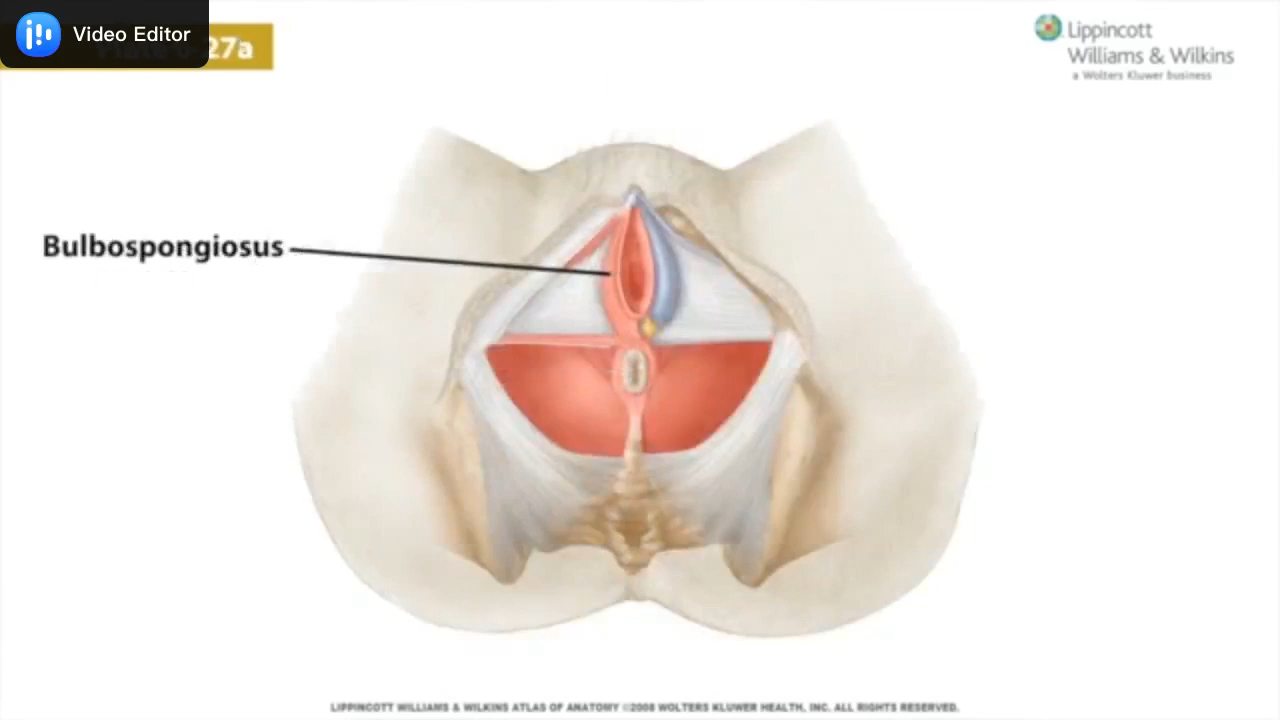 Video Editor
27a
Lippincott
Williams & Wilkins
a Wolters Kluwer business
Bulbospongiosus
LIPPINCOTT WILLIAMS & WILKINS ATLAS OF ANATOMY ©2008 WOLTERS KLUWER HEALTH, INC. ALL RIGHTS RESERVED.